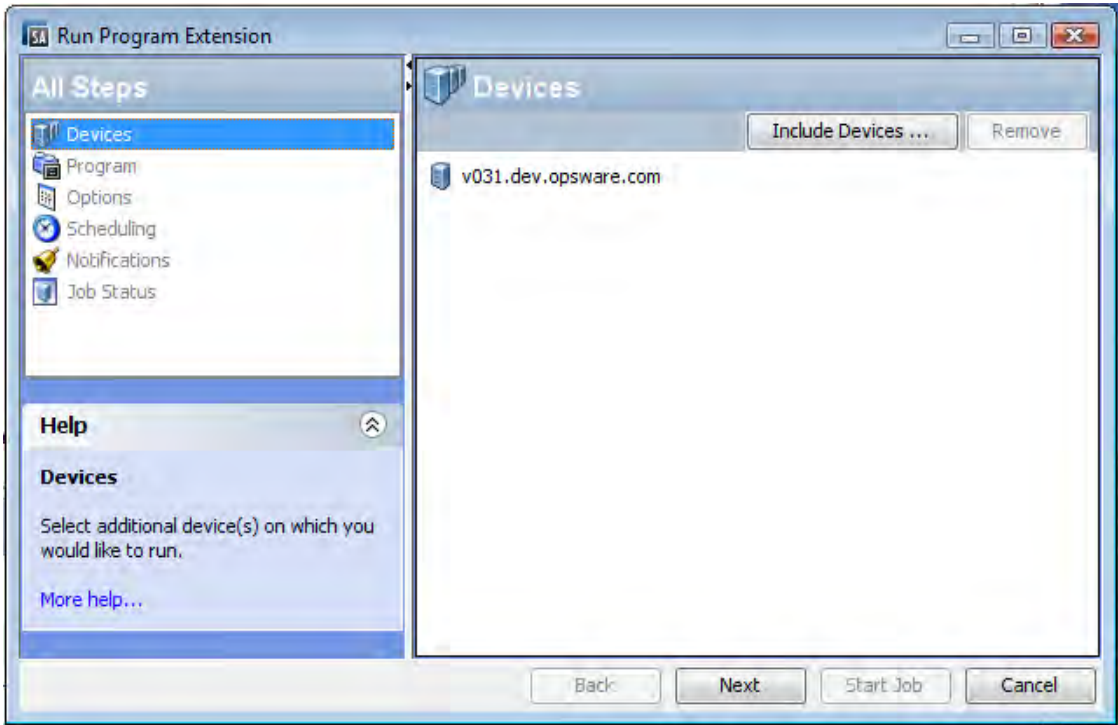 SA Run Program Extension
All Steps
Devices
Program
Options
Scheduling
Notifications
Job Status
Help
Devices
Select additional device(s) on which you
would like to run.
More help...
Devices
Include Devices ...
Remove
v031.dev.opsware.com
Back
Next
Start Job
Cancel